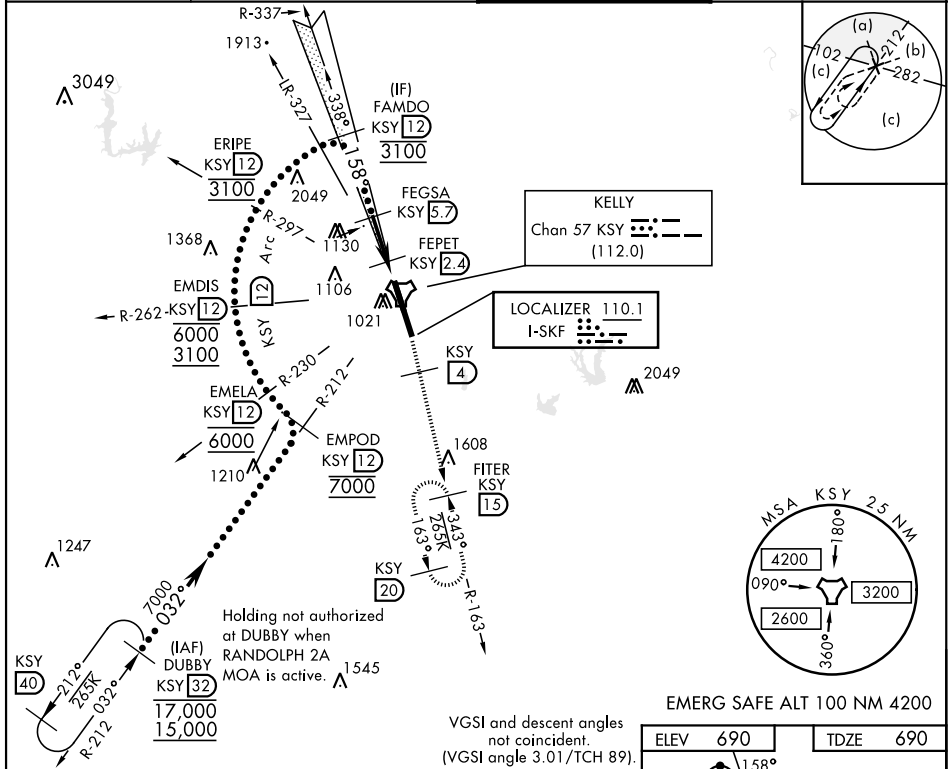 R-337
1913
LR-327
338°
158°
3049
(IF)
FAMDO
KSY 12
3100
ERIPE
KSY 12
3100
2049
FEGSA
KSY 5.7
R-297
1130
FEPET
KSY 2.4
1368
Arc
KSY 12
1106
1021
EMDIS
KSY 12
6000
3100
R-262
KELLY
Chan 57 KSY
(112.0)
LOCALIZER 110.1
I-SKF
KSY
4
2049
R-230
R-212
EMELA
KSY 12
6000
EMPOD
KSY 12
7000
1210
1608
FITER
KSY
15
343°
265K
163°
KSY
20
R-163
1247
7000
032°
Holding not authorized
at DUBBY when
RANDOLPH 2A
MOA is active.
1545
(IAF)
DUBBY
KSY 32
17,000
15,000
KSY
40
212°
265K
032°
R-212
(a)
212
102
(b)
(c)
282
(c)
MSA KSY 25 NM
180°
4200
090°
3200
2600
360°
EMERG SAFE ALT 100 NM 4200
VGSI and descent angles
not coincident.
(VGSI angle 3.01/TCH 89).
ELEV 690
TDZE 690
158°